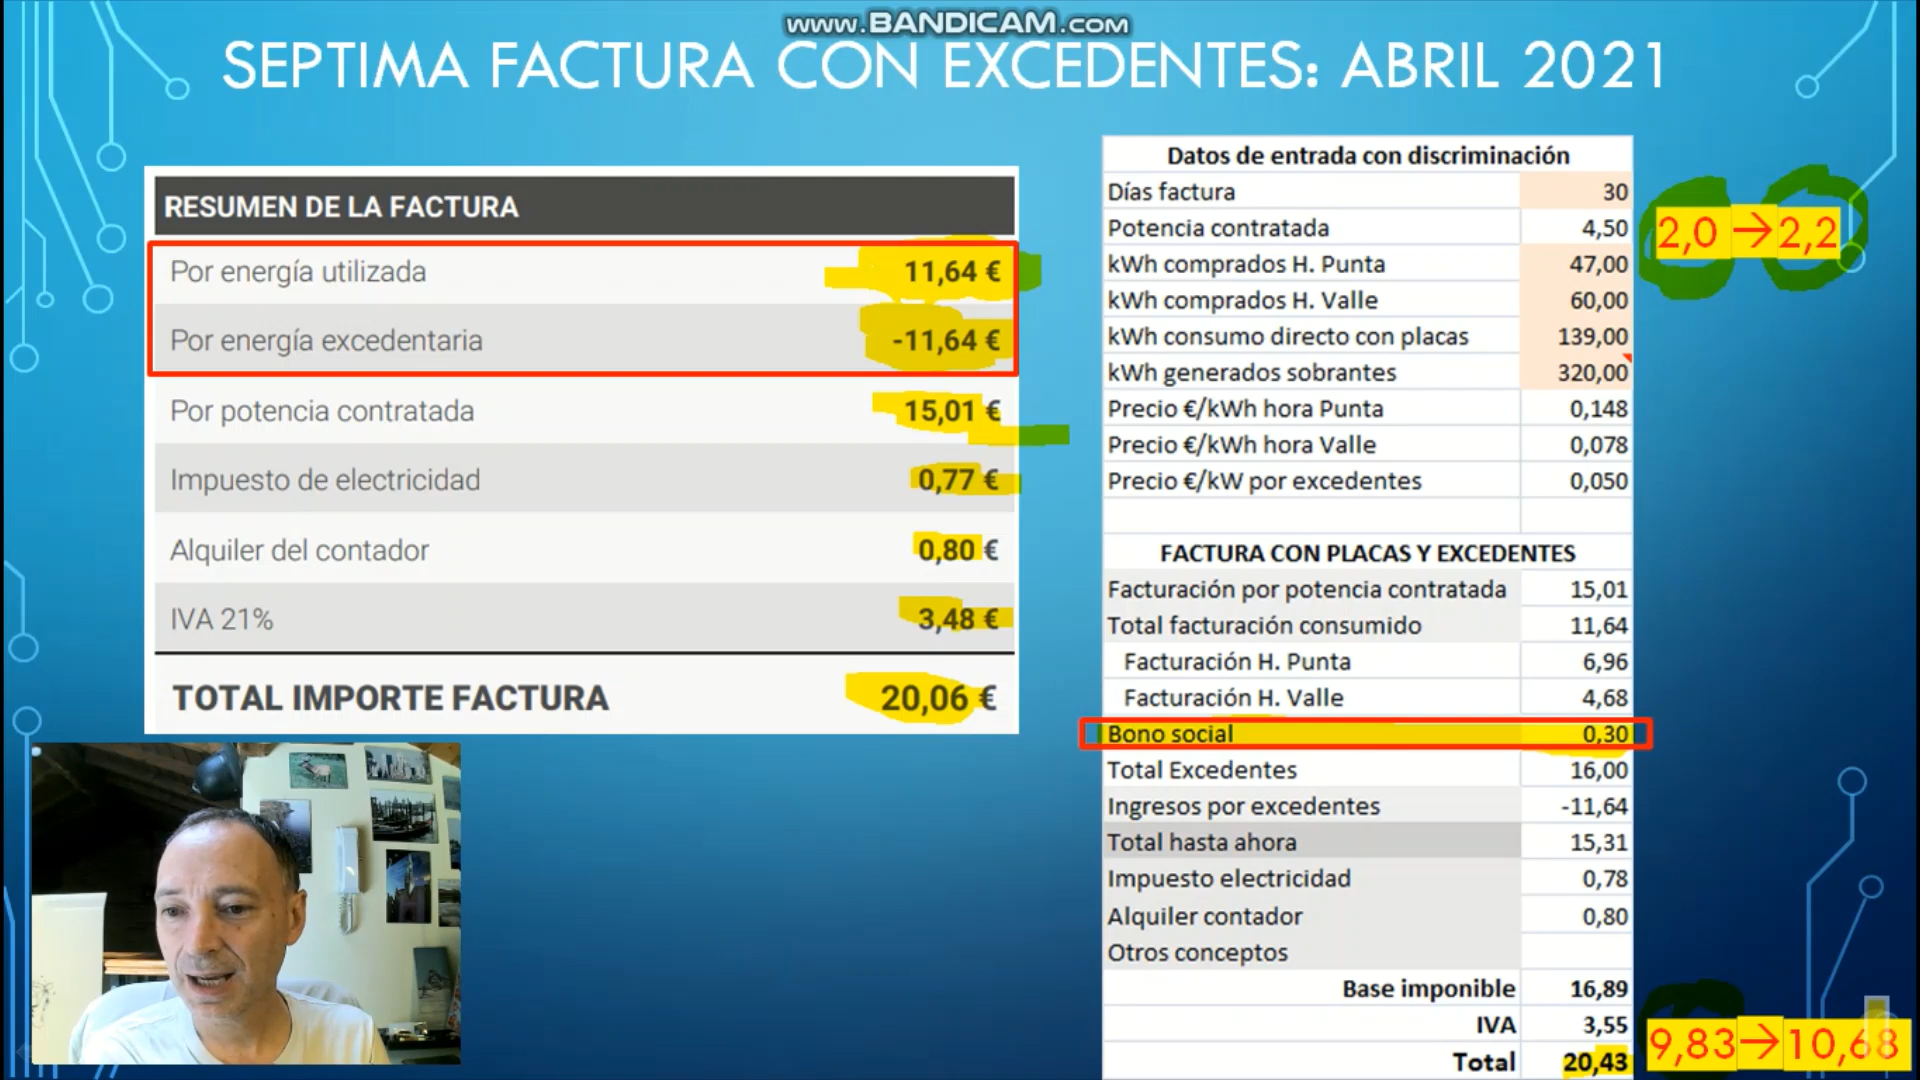 www.BANDICAM.com
SEPTIMA FACTURA CON EXCEDENTES: ABRIL 2021
RESUMEN DE LA FACTURA
Por energía utilizada 11,64 €
Por energía excedentaria -11,64 €
Por potencia contratada 15,01 €
Impuesto de electricidad 0,77 €
Alquiler del contador 0,80 €
IVA 21% 3,48 €
TOTAL IMPORTE FACTURA 20,06 €
Datos de entrada con discriminación
Días factura 30
Potencia contratada 4,50
kWh comprados H. Punta 47,00
kWh comprados H. Valle 60,00
kWh consumo directo con placas 139,00
kWh generados sobrantes 320,00
Precio €/kWh hora Punta 0,148
Precio €/kWh hora Valle 0,078
Precio €/kW por excedentes 0,050
FACTURA CON PLACAS Y EXCEDENTES
Facturación por potencia contratada 15,01
Total facturación consumido 11,64
Facturación H. Punta 6,96
Facturación H. Valle 4,68
Bono social 0,30
Total Excedentes 16,00
Ingresos por excedentes -11,64
Total hasta ahora 15,31
Impuesto electricidad 0,78
Alquiler contador 0,80
Otros conceptos
Base imponible 16,89
IVA 3,55
Total 20,43
2,0 → 2,2
9,83→10,68